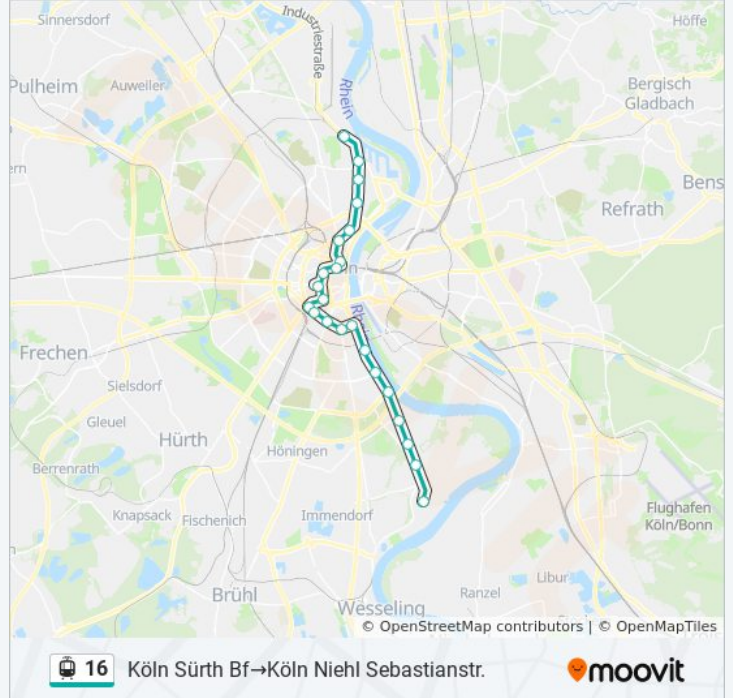 Sinnersdorf
Industriestraße
Höffe
Pulheim
Auweiler
Rhein
Bergisch
Gladbach
ern
Bens
Refrath
Frechen
Sielsdorf
Gleuel
Hürth
Höningen
Berrenrath
Knapsack
Fischenich
Immendorf
Flughafen
Köln/Bonn
Libur
Brühl
Ranzel
Wesseling
© OpenStreetMap contributors | © OpenMapTiles
16 Köln Sürth Bf→Köln Niehl Sebastianstr.
moovit